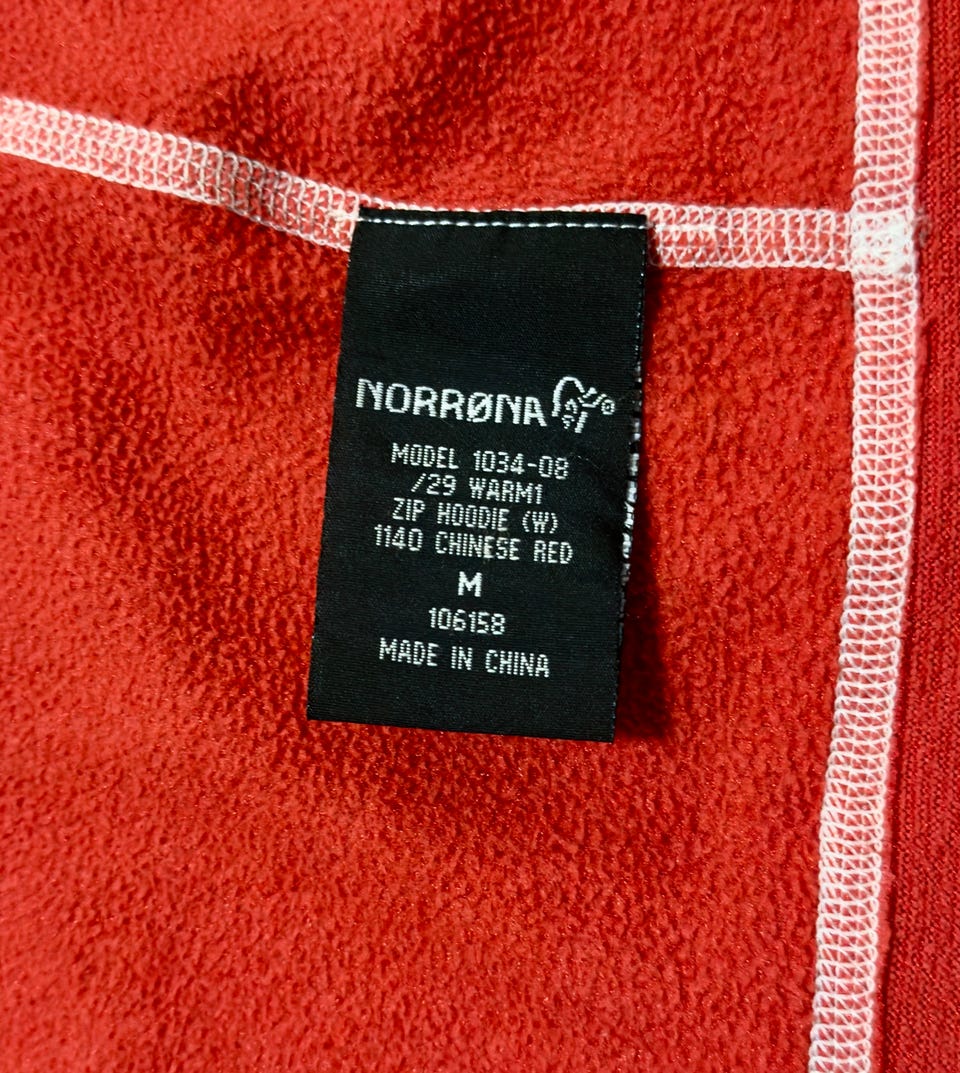 NORRØNA
MODEL 1034-08
/29 WARM1
ZIP HOODIE (W)
1140 CHINESE RED
M
106158
MADE IN CHINA